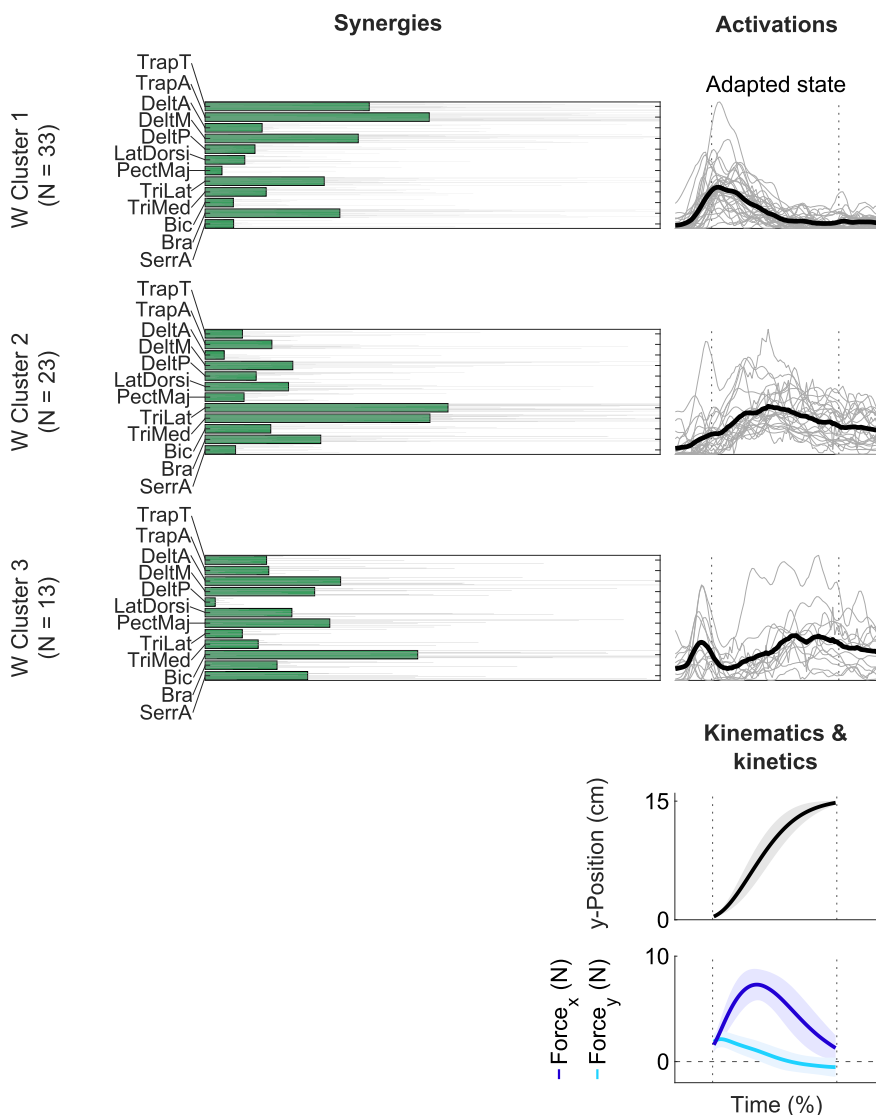 Synergies
Activations
W Cluster 1
(N = 33)
TrapT
TrapA
DeltA
DeltM
DeltP
LatDorsi
PectMaj
TriLat
TriMed
Bic
Bra
SerrA
Adapted state
W Cluster 2
(N = 23)
TrapT
TrapA
DeltA
DeltM
DeltP
LatDorsi
PectMaj
TriLat
TriMed
Bic
Bra
SerrA
W Cluster 3
(N = 13)
TrapT
TrapA
DeltA
DeltM
DeltP
LatDorsi
PectMaj
TriLat
TriMed
Bic
Bra
SerrA
Kinematics &
kinetics
y-Position (cm)
15
0
Force_x (N)
Force_y (N)
10
0
Time (%)